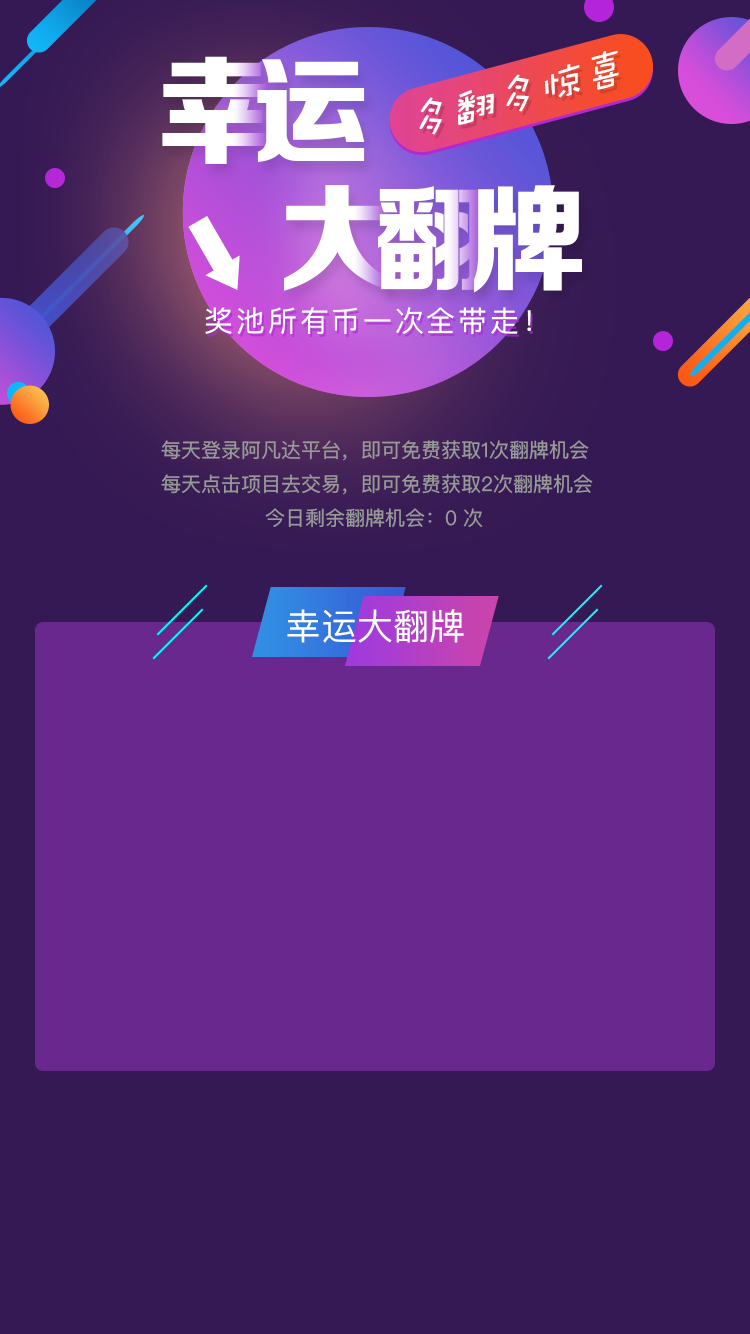 幸运
多翻多惊喜
大翻牌
奖池所有币一次全带走！
每天登录阿凡达平台，即可免费获取1次翻牌机会
每天点击项目去交易，即可免费获取2次翻牌机会
今日剩余翻牌机会：0 次
幸运大翻牌